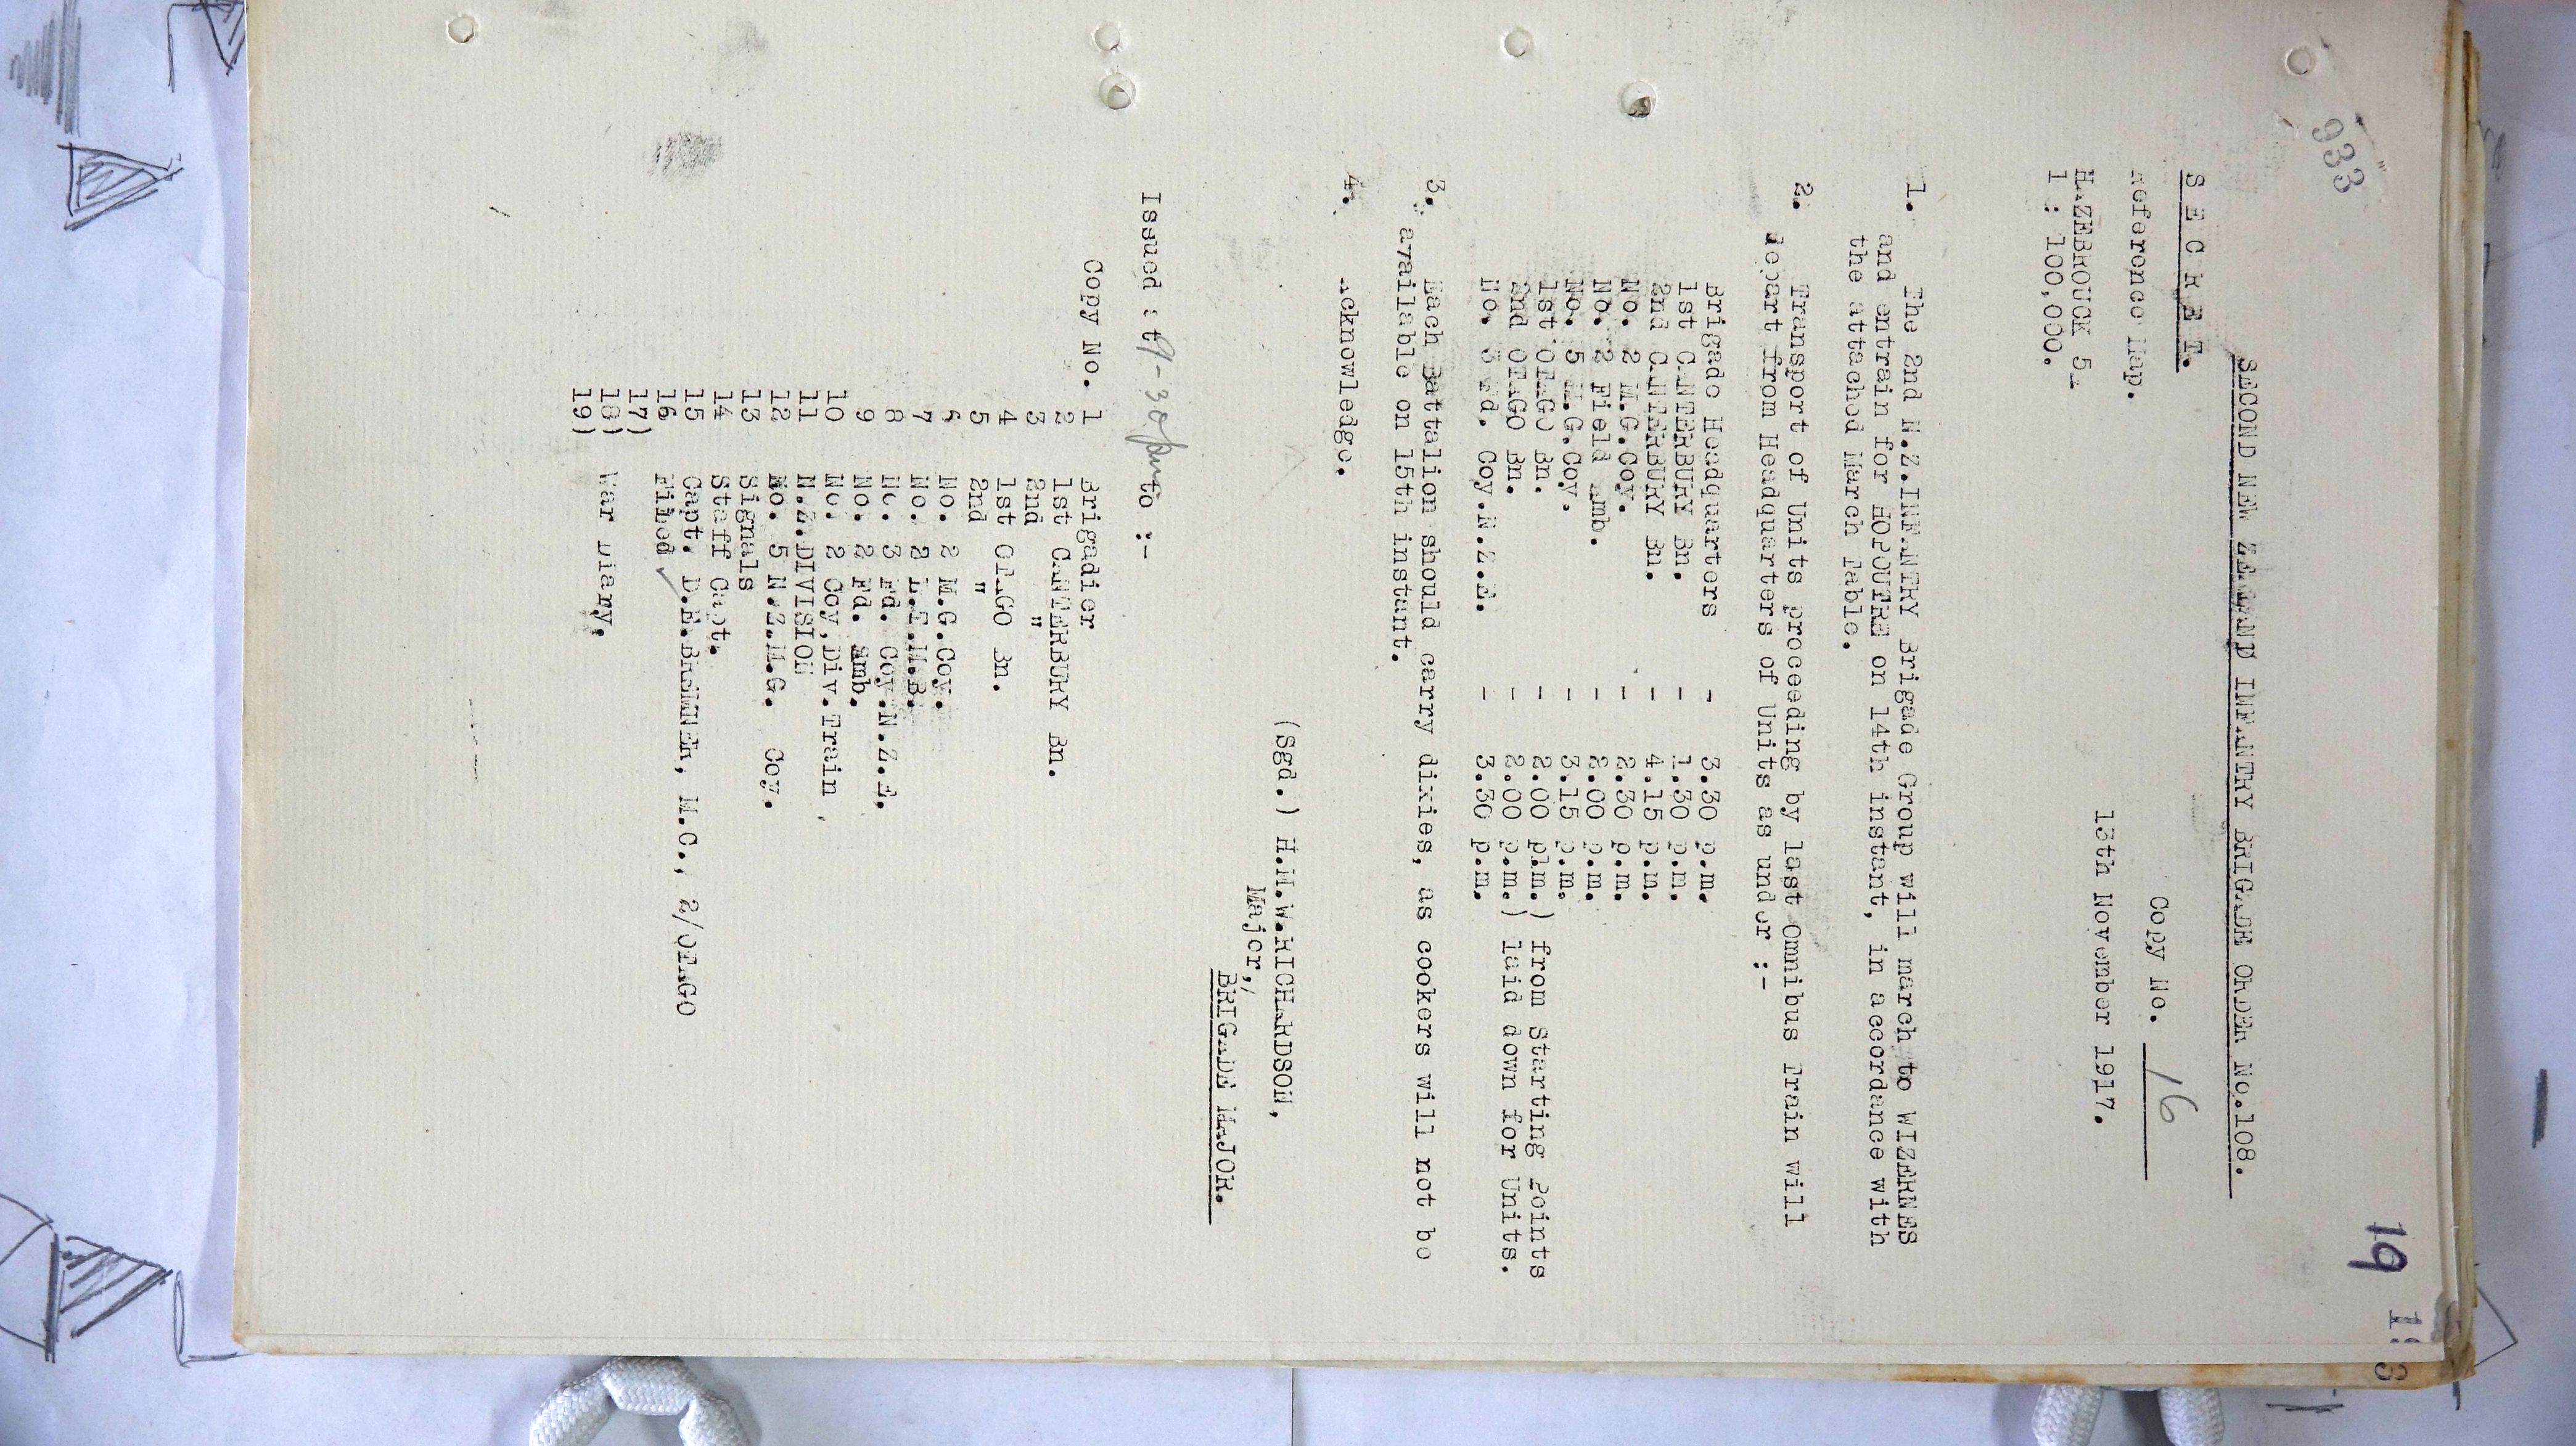 933
19
SECOND NEW ZEALAND INFANTRY BRIGADE ORDER No.108.
S E C R E T.
Copy No. 16
Reference Map.
HAZEBROUCK 5A
13th November 1917.
1 : 100,000.
1. The 2nd N.Z.INFANTRY Brigade Group will march to WIZERNES
and entrain for HOPOUTRE on 14th instant, in accordance with
the attached March Table.
2. Transport of Units proceeding by last Omnibus Train will
depart from Headquarters of Units as under :-
Brigade Headquarters - 3.30 p.m.
1st CANTERBURY Bn. - 1.30 p.m.
2nd CANTERBURY Bn. - 4.15 p.m.
No. 2 M.G.Coy. - 2.30 p.m.
No. 2 Field Amb. - 2.00 p.m.
No. 5 M.G.Coy. - 3.15 p.m.
1st OTAGO Bn. - 2.00 plm.) from Starting Points
2nd OTAGO Bn. - 2.00 p.m.) laid down for Units.
No. 3 Fd. Coy.N.Z.E. - 3.30 p.m.
3. Each Battalion should carry dixies, as cookers will not be
available on 15th instant.
4. Acknowledge.
(Sgd.) H.M.W.RICHARDSON,
Major,/
BRIGADE MAJOR.
Issued at 9-30pm to :-
Copy No. 1 Brigadier
2 1st CANTERBURY Bn.
3 2nd "
4 1st OTAGO Bn.
5 2nd "
6 No. 2 M.G.Coy.
7 No. 2 L.T.M.B.
8 No. 3 Fd. Coy.N.Z.E.
9 No. 2 Fd. Amb.
10 No. 2 Coy.Div.Train
11 N.Z.DIVISION
12 No. 5 N.Z.M.G. Coy.
13 Signals
14 Staff Capt.
15 Capt. D.E.BREMNER, M.C., 2/OTAGO
16 Filed
17)
18) War Diary.
19)